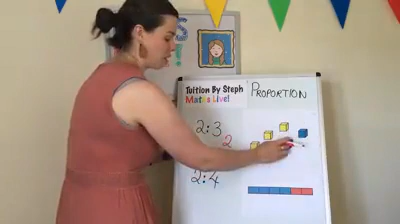 Tuition By Steph
Maths Live!
PROPORTION
2:3
2
2:4